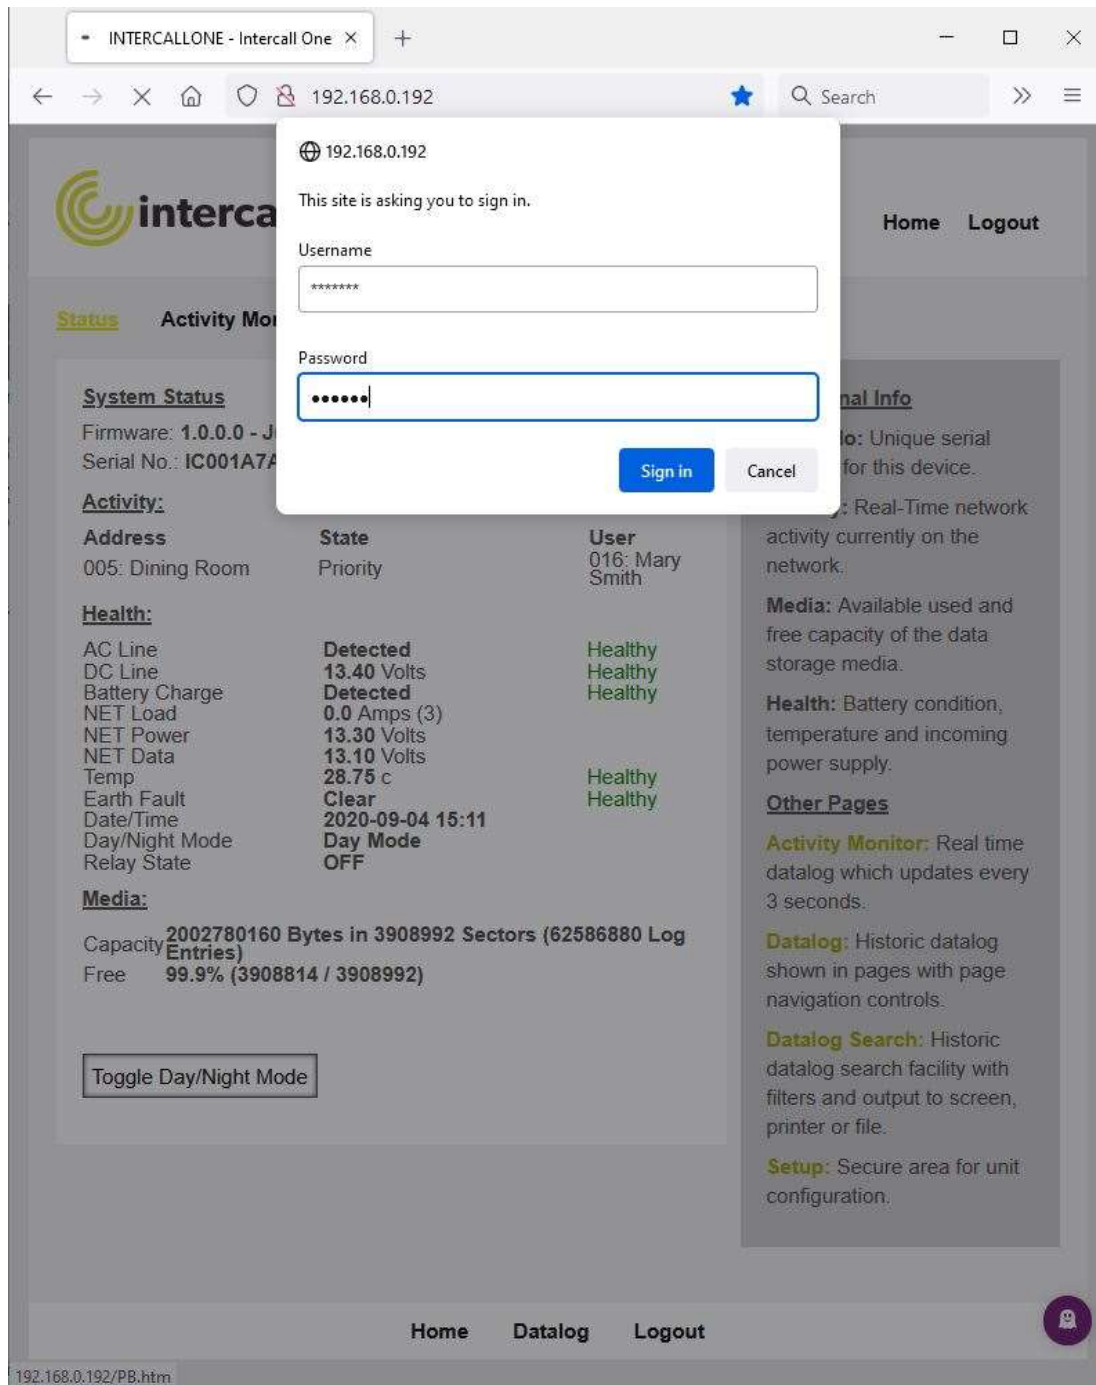 INTERCALLONE - Intercall One
192.168.0.192
Search
192.168.0.192
This site is asking you to sign in.
Username
*******
Password
••••••
Sign in Cancel
interca
Home Logout
Status Activity Mon
System Status
Firmware: 1.0.0.0 - J
Serial No.: IC001A7A
Activity:
Address State User
005: Dining Room Priority 016: Mary
Smith
Health:
AC Line Detected Healthy
DC Line 13.40 Volts Healthy
Battery Charge Detected Healthy
NET Load 0.0 Amps (3)
NET Power 13.30 Volts
NET Data 13.10 Volts
Temp 28.75 c Healthy
Earth Fault Clear Healthy
Date/Time 2020-09-04 15:11
Day/Night Mode Day Mode
Relay State OFF
Media:
Capacity 2002780160 Bytes in 3908992 Sectors (62586880 Log
Entries)
Free 99.9% (3908814 / 3908992)
Toggle Day/Night Mode
nal Info
lo: Unique serial
for this device.
: Real-Time network
activity currently on the
network.
Media: Available used and
free capacity of the data
storage media.
Health: Battery condition,
temperature and incoming
power supply.
Other Pages
Activity Monitor: Real time
datalog which updates every
3 seconds.
Datalog: Historic datalog
shown in pages with page
navigation controls.
Datalog Search: Historic
datalog search facility with
filters and output to screen,
printer or file.
Setup: Secure area for unit
configuration.
Home Datalog Logout
192.168.0.192/PB.htm